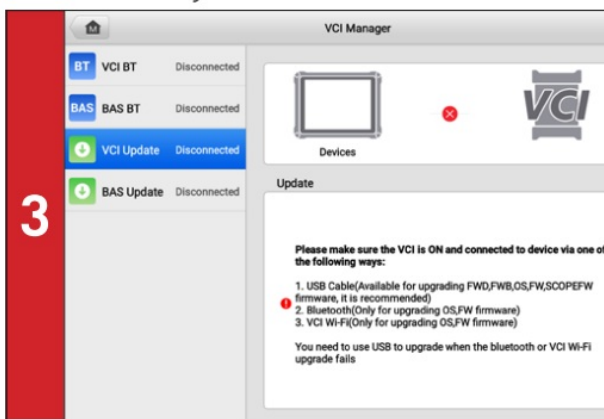 3
VCI Manager
BT VCI BT Disconnected
BAS BAS BT Disconnected
VCI Update Disconnected
BAS Update Disconnected
VCI
Devices
Update
Please make sure the VCI is ON and connected to device via one of
the following ways:
1. USB Cable(Available for upgrading FWD,FWB,OS,FW,SCOPEFW
firmware, it is recommended)
2. Bluetooth(Only for upgrading OS,FW firmware)
3. VCI Wi-Fi(Only for upgrading OS,FW firmware)
You need to use USB to upgrade when the bluetooth or VCI Wi-Fi
upgrade fails